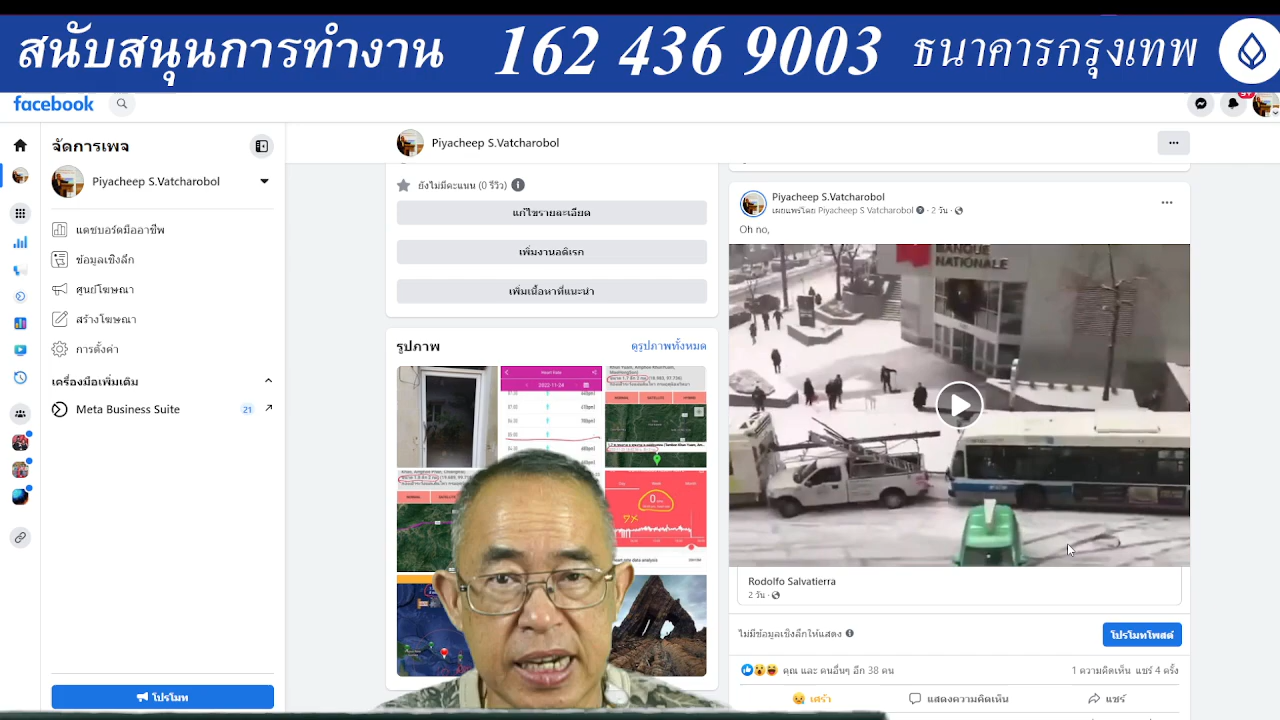 สนับสนุนการทำงาน 162 436 9003 ธนาคารกรุงเทพ
facebook
จัดการเพจ
Piyacheep S.Vatcharobol
แดชบอร์ดมืออาชีพ
ข้อมูลเชิงลึก
ศูนย์โฆษณา
สร้างโฆษณา
การตั้งค่า
เครื่องมือเพิ่มเติม
Meta Business Suite 21
โปรโมท
Piyacheep S.Vatcharobol
ยังไม่มีคะแนน (0 รีวิว)
แก้ไขรายละเอียด
เพิ่มงานอดิเรก
เพิ่มเนื้อหาที่แนะนำ
รูปภาพ ดูรูปภาพทั้งหมด
Heart Rate
2022-11-24
NORMAL SATELLITE HYBRID
0
7X
Piyacheep S.Vatcharobol
เผยแพร่โดย Piyacheep S Vatcharobol · 2 วัน ·
Oh no,
BANQUE
NATIONALE
Rodolfo Salvatierra
2 วัน ·
ไม่มีข้อมูลเชิงลึกให้แสดง
โปรโมทโพสต์
คุณ และ คนอื่นๆ อีก 38 คน
1 ความคิดเห็น แชร์ 4 ครั้ง
เศร้า
แสดงความคิดเห็น
แชร์